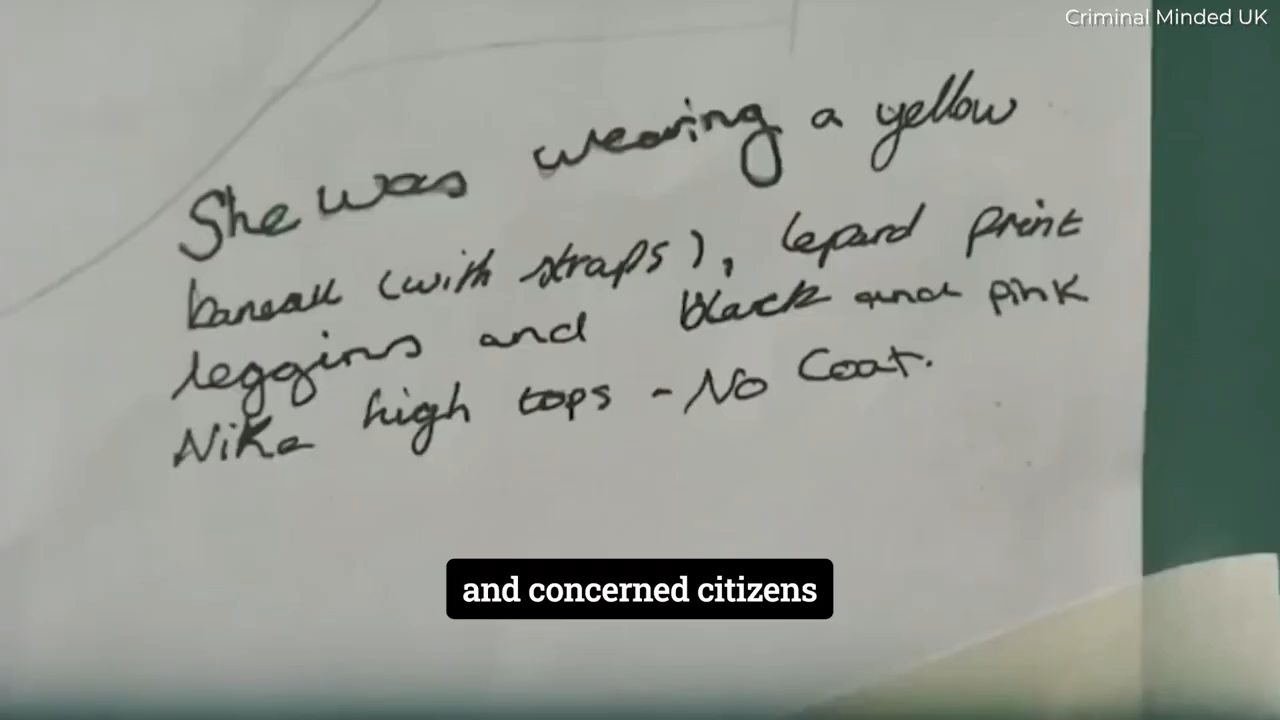 Criminal Minded UK
She was wearing a yellow
(with straps), lepard print
leggins and black and pink
Nike high tops - No Coat.
and concerned citizens